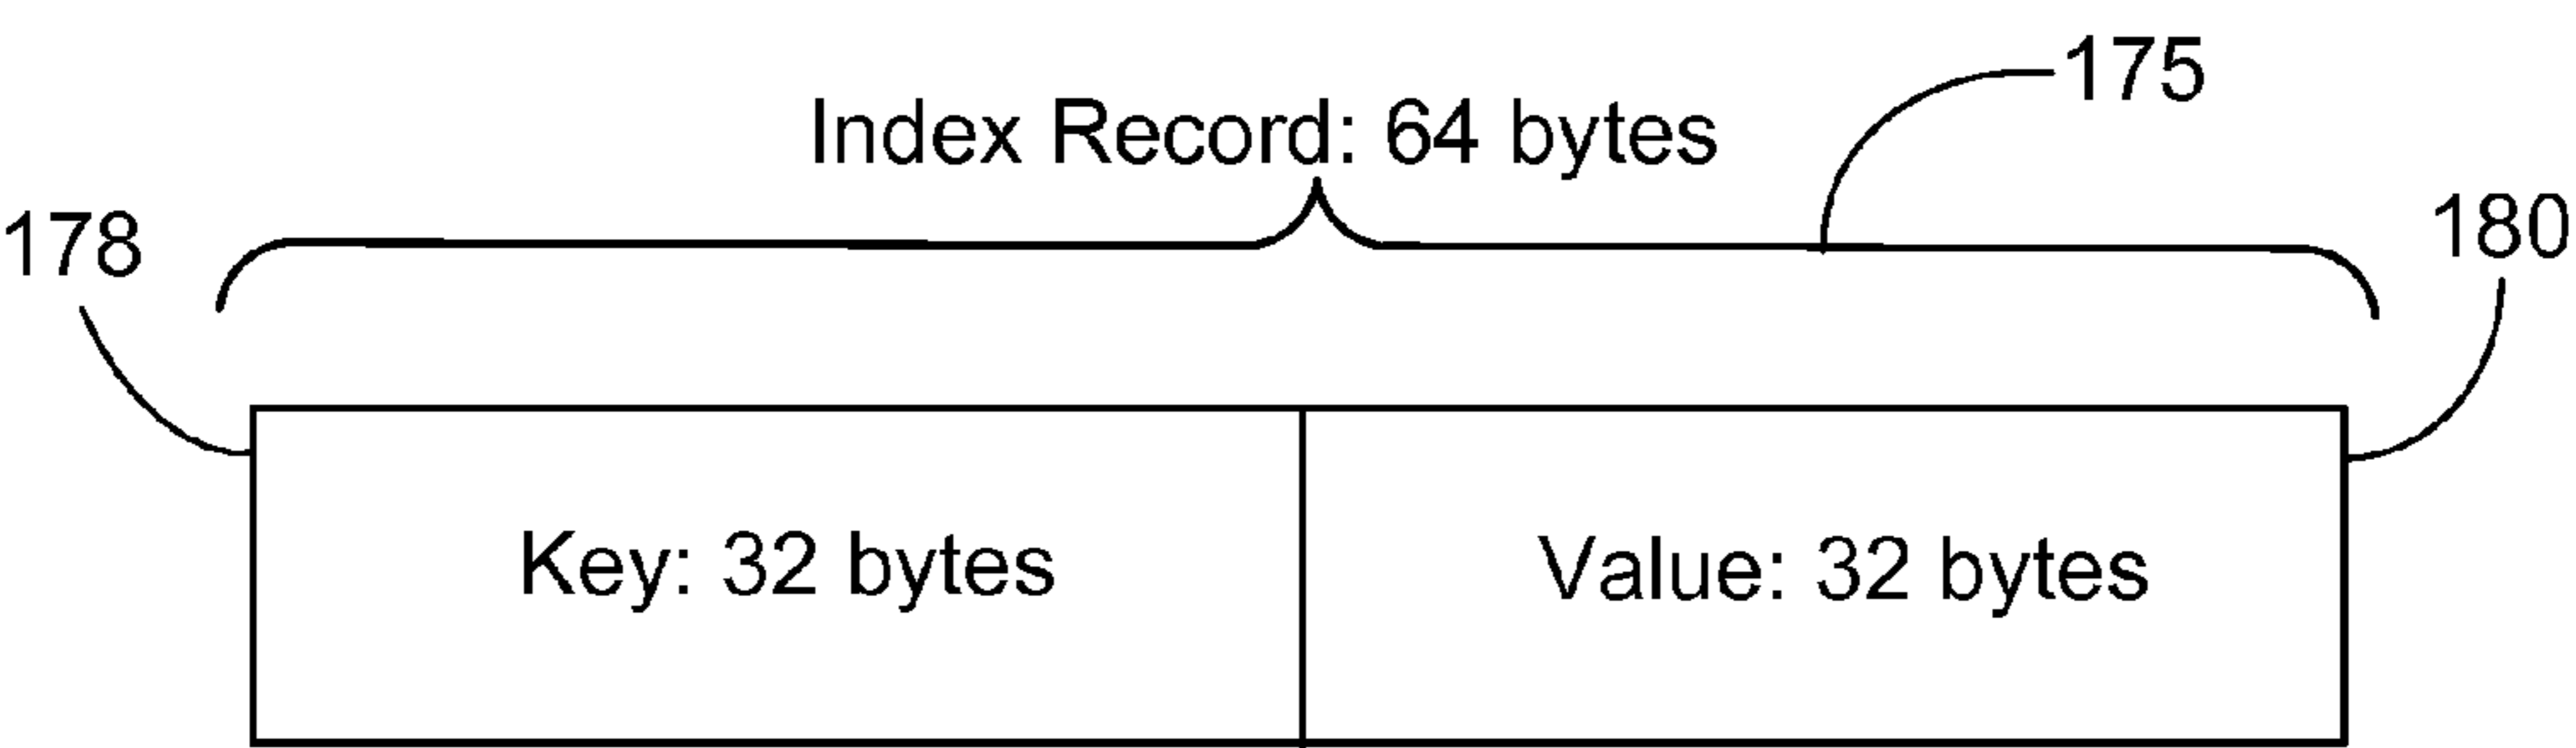 175
Index Record: 64 bytes
178
180
Key: 32 bytes
Value: 32 bytes